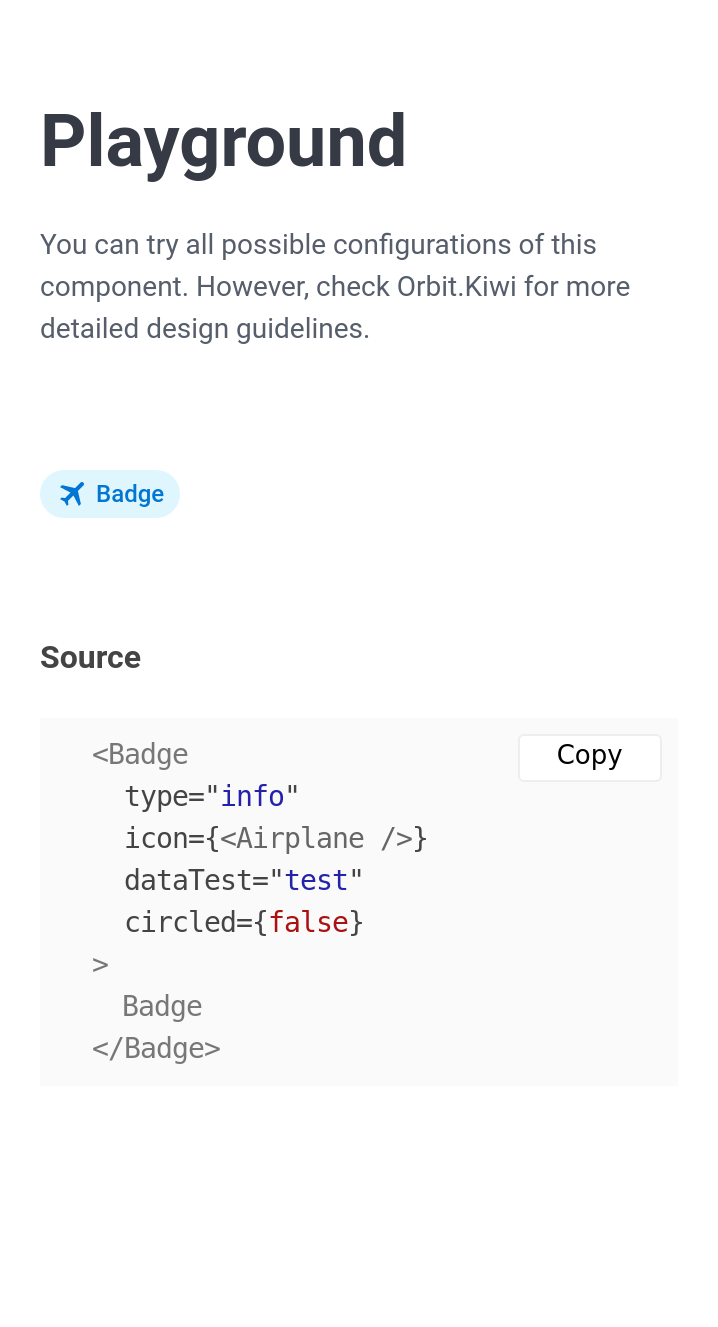 Playground
You can try all possible configurations of this
component. However, check Orbit.Kiwi for more
detailed design guidelines.
Badge
Source
<Badge
Copy
type="info"
icon={<Airplane />}
dataTest="test"
circled={false}
>
Badge
</Badge>